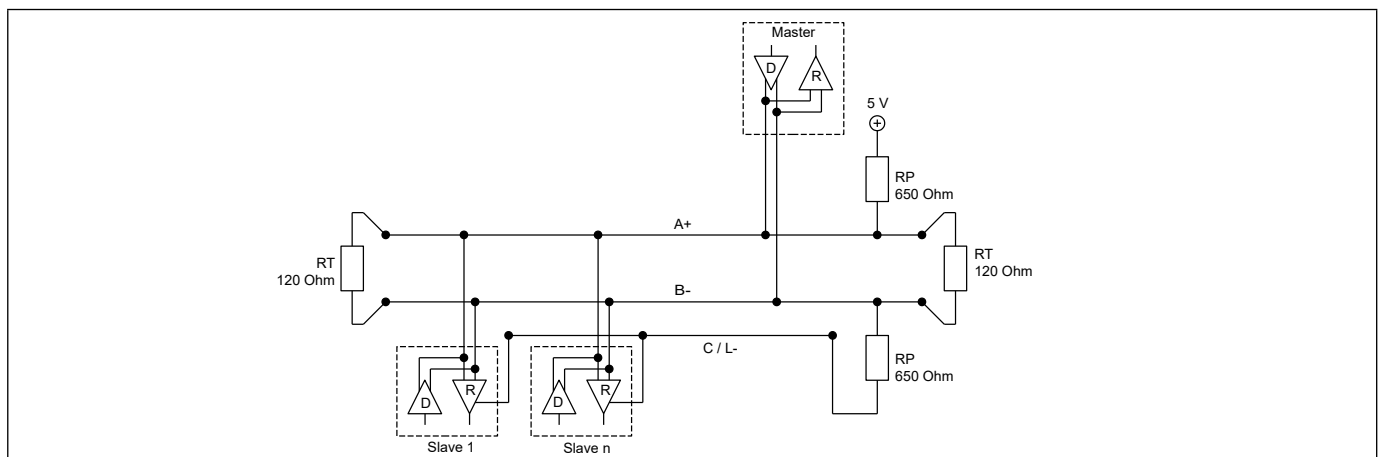 Master
D
R
5 V
RP
650 Ohm
A+
RT
120 Ohm
RT
120 Ohm
B-
C / L-
RP
650 Ohm
D
R
D
R
Slave 1
Slave n